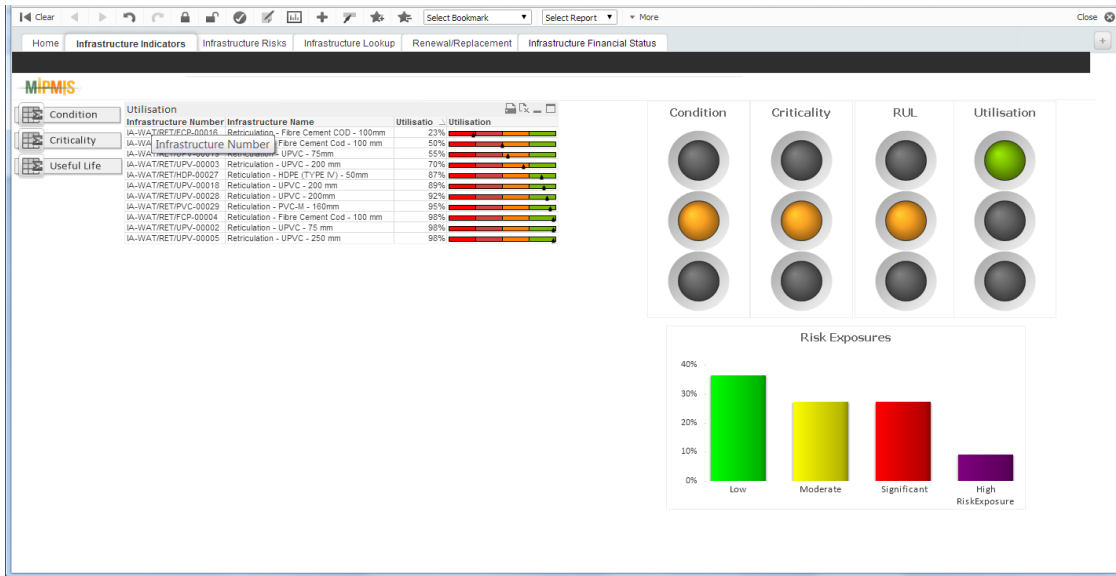 Clear Select Bookmark Select Report More Close
Home Infrastructure Indicators Infrastructure Risks Infrastructure Lookup Renewal/Replacement Infrastructure Financial Status +
MIPMIS
Condition
Criticality
Useful Life
Utilisation
Infrastructure Number Infrastructure Name Utilisatio Utilisation
IA-WAT/RET/FCP-00016 Retriculation - Fibre Cement COD - 100mm 23%
Infrastructure Number Fibre Cement Cod - 100 mm 50%
- UPVC - 75mm 55%
IA-WAT/RET/UPV-00003 Reticulation - UPVC - 200 mm 70%
IA-WAT/RET/HDP-00027 Reticulation - HDPE (TYPE IV) - 50mm 87%
IA-WAT/RET/UPV-00018 Reticulation - UPVC - 200 mm 89%
IA-WAT/RET/UPV-00028 Reticulation - UPVC - 200mm 92%
IA-WAT/RET/PVC-00029 Reticulation - PVC-M - 160mm 95%
IA-WAT/RET/FCP-00004 Reticulation - Fibre Cement Cod - 100 mm 98%
IA-WAT/RET/UPV-00002 Retriculation - UPVC - 75 mm 98%
IA-WAT/RET/UPV-00005 Retriculation - UPVC - 250 mm 98%
Condition Criticality RUL Utilisation
Risk Exposures
40%
30%
20%
10%
0%
Low Moderate Significant High
RiskExposure